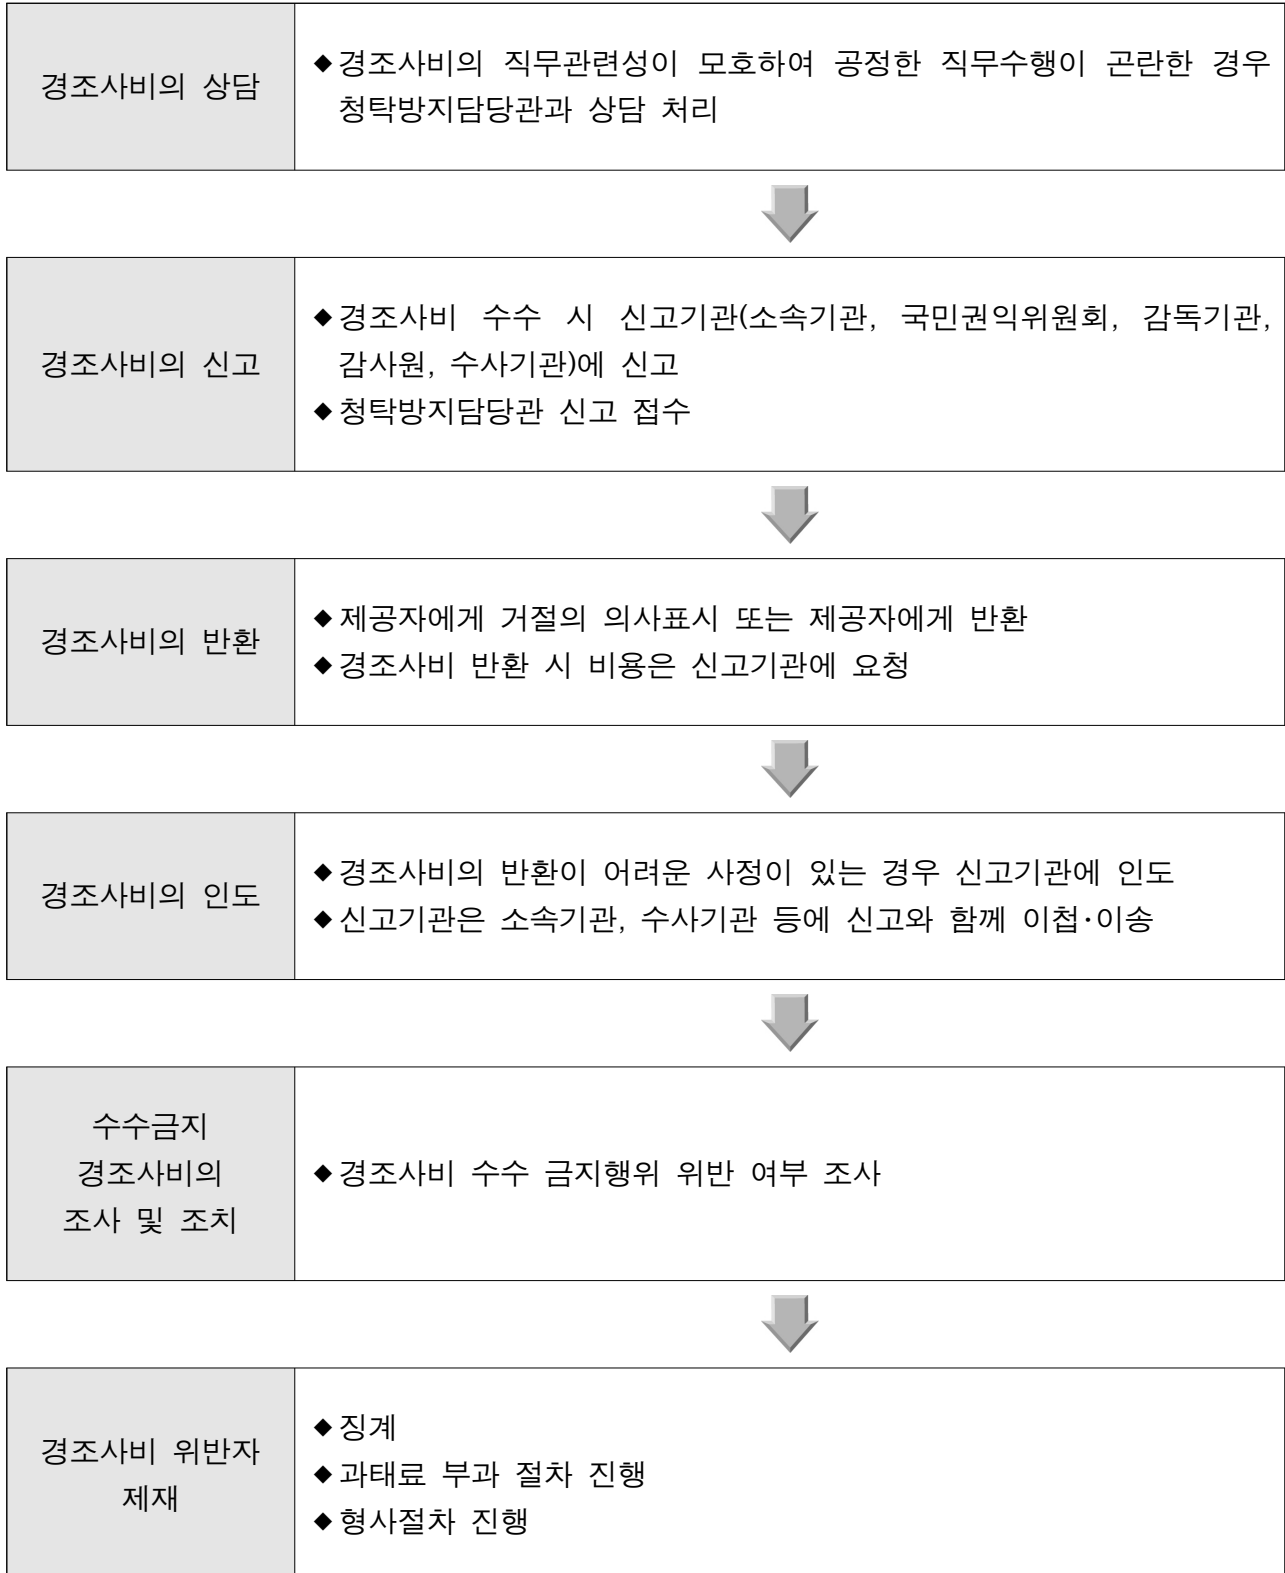 경조사비의 상담
◆경조사비의 직무관련성이 모호하여 공정한 직무수행이 곤란한 경우
청탁방지담당관과 상담 처리
경조사비의 신고
◆경조사비 수수 시 신고기관(소속기관, 국민권익위원회, 감독기관,
감사원, 수사기관)에 신고
◆청탁방지담당관 신고 접수
경조사비의 반환
◆제공자에게 거절의 의사표시 또는 제공자에게 반환
◆경조사비 반환 시 비용은 신고기관에 요청
경조사비의 인도
◆경조사비의 반환이 어려운 사정이 있는 경우 신고기관에 인도
◆신고기관은 소속기관, 수사기관 등에 신고와 함께 이첩·이송
수수금지
경조사비의
조사 및 조치
◆경조사비 수수 금지행위 위반 여부 조사
경조사비 위반자
제재
◆징계
◆과태료 부과 절차 진행
◆형사절차 진행